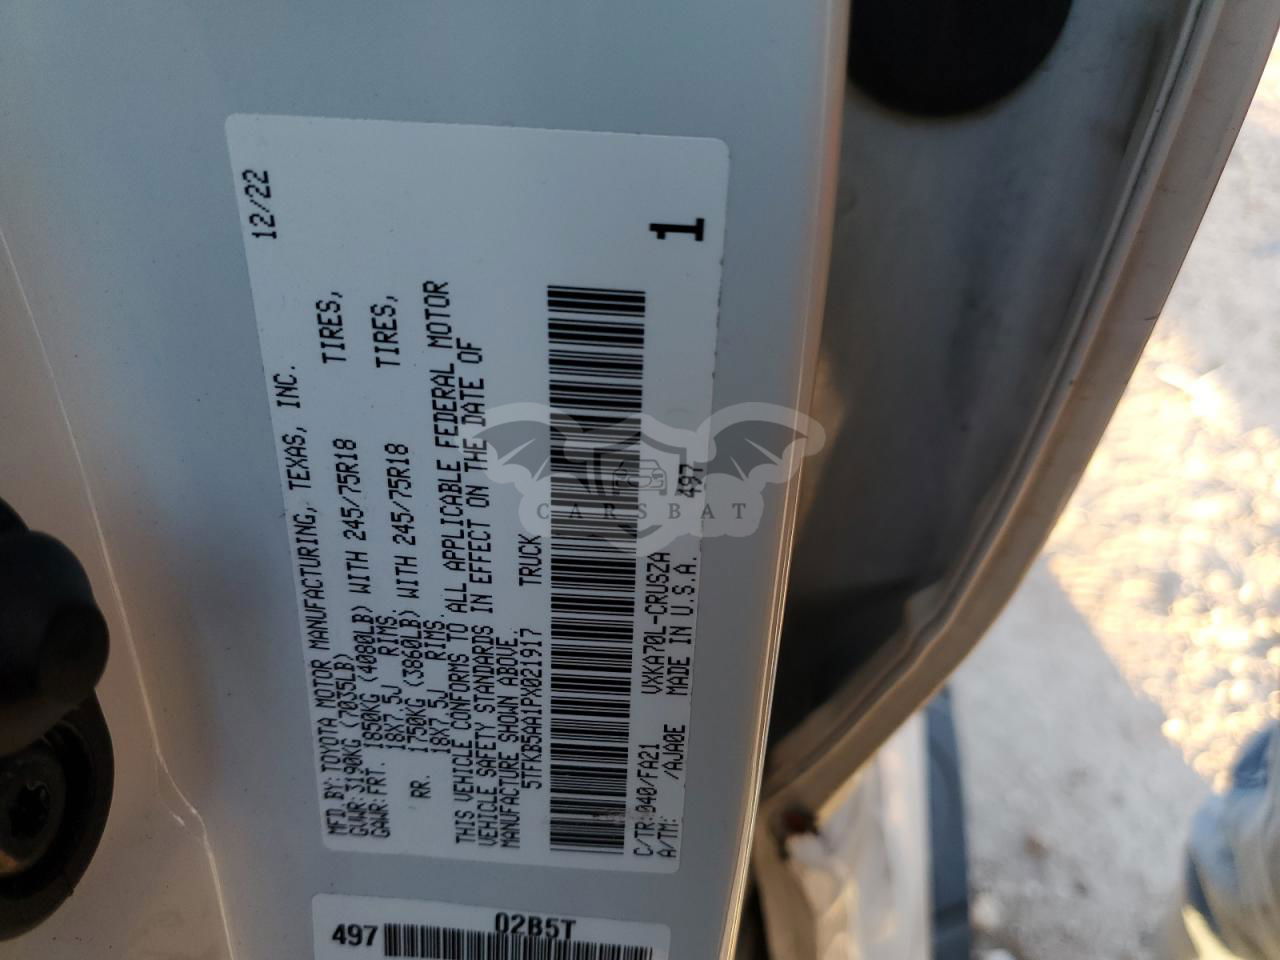 12/22
MFD BY: TOYOTA MOTOR MANUFACTURING, TEXAS, INC.
GVWR: 3190KG (7035LB)
GAWR: FRT. 1850KG (4080LB) WITH 245/75R18 TIRES,
18X7.5J RIMS.
RR. 1750KG (3860LB) WITH 245/75R18 TIRES,
18X7.5J RIMS.
THIS VEHICLE CONFORMS TO ALL APPLICABLE FEDERAL MOTOR
VEHICLE SAFETY STANDARDS IN EFFECT ON THE DATE OF
MANUFACTURE SHOWN ABOVE.
5TFKB5AA1PX021917 TRUCK
1
C/TR:040/FA21 VXKA70L-CRUSZA
A/TM: /AJA0E MADE IN U.S.A. 497
497 02B5T
CARSBAT